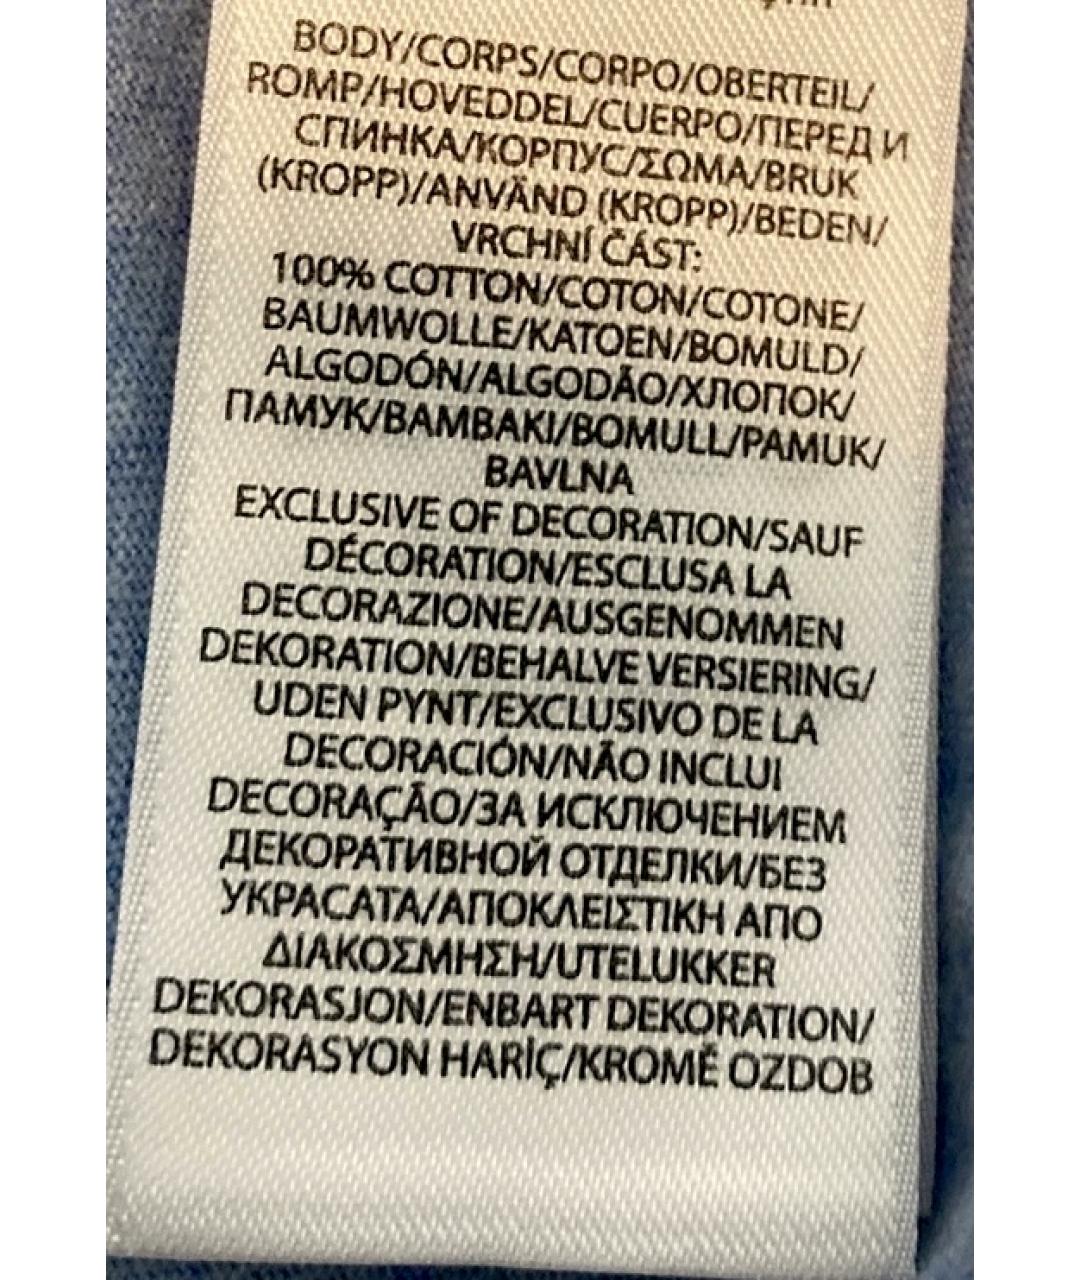 BODY/CORPS/CORPO/OBERTEIL/
ROMP/HOVEDDEL/CUERPO/ПЕРЕД И
СПИНКА/КОРПУС/ΣΩΜΑ/BRUK
(KROPP)/ANVÄND (KROPP)/BEDEN/
VRCHNÍ ČÁST:
100% COTTON/COTON/COTONE/
BAUMWOLLE/KATOEN/BOMULD/
ALGODÓN/ALGODÃO/ХЛОПОК/
ПАМУК/BAMBAKI/BOMULL/PAMUK/
BAVLNA
EXCLUSIVE OF DECORATION/SAUF
DÉCORATION/ESCLUSA LA
DECORAZIONE/AUSGENOMMEN
DEKORATION/BEHALVE VERSIERING/
UDEN PYNT/EXCLUSIVO DE LA
DECORACIÓN/NÃO INCLUI
DECORAÇÃO/ЗА ИСКЛЮЧЕНИЕМ
ДЕКОРАТИВНОЙ ОТДЕЛКИ/БЕЗ
УКРАСАТА/ΑΠΟΚΛΕΙΣΤΙΚΗ ΑΠΟ
ΔΙΑΚΟΣΜΗΣΗ/UTELUKKER
DEKORASJON/ENBART DEKORATION/
DEKORASYON HARİÇ/KROMĚ OZDOB